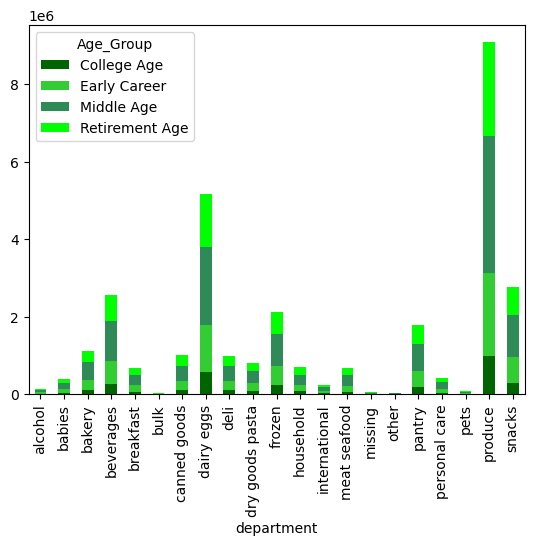 1e6
Age_Group
College Age
Early Career
Middle Age
Retirement Age
8
6
4
2
0
alcohol
babies
bakery
beverages
breakfast
bulk
canned goods
dairy eggs
deli
dry goods pasta
frozen
household
international
meat seafood
missing
other
pantry
personal care
pets
produce
snacks
department